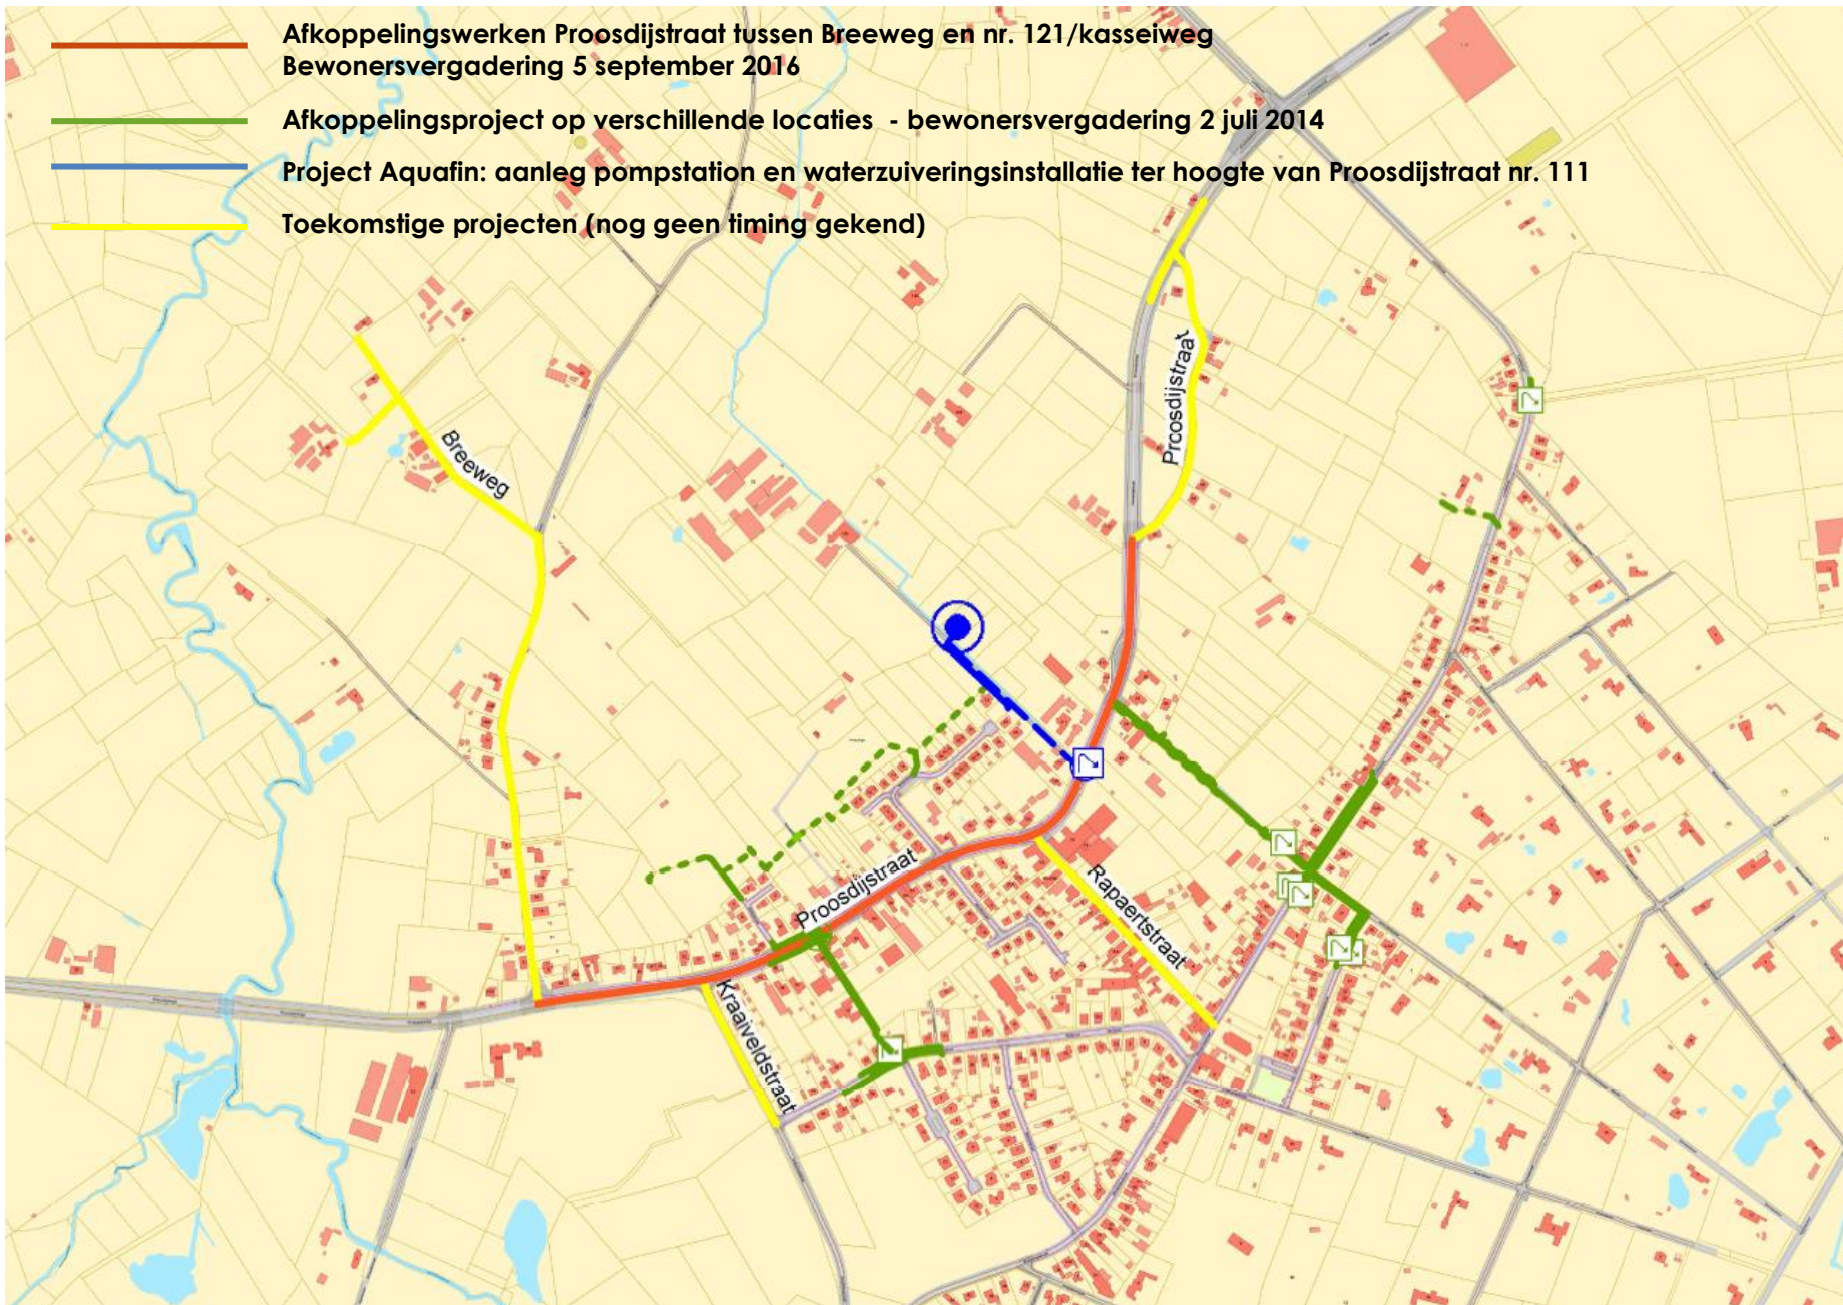 Afkoppelingswerken Proosdijstraat tussen Breeweg en nr. 121/kasseiweg
Bewonersvergadering 5 september 2016
Afkoppelingsproject op verschillende locaties - bewonersvergadering 2 juli 2014
Project Aquafin: aanleg pompstation en waterzuiveringsinstallatie ter hoogte van Proosdijstraat nr. 111
Toekomstige projecten (nog geen timing gekend)
Proosdijstraat
Breeweg
Proosdijstraat
Rapaertstraat
Kraaiveldstraat